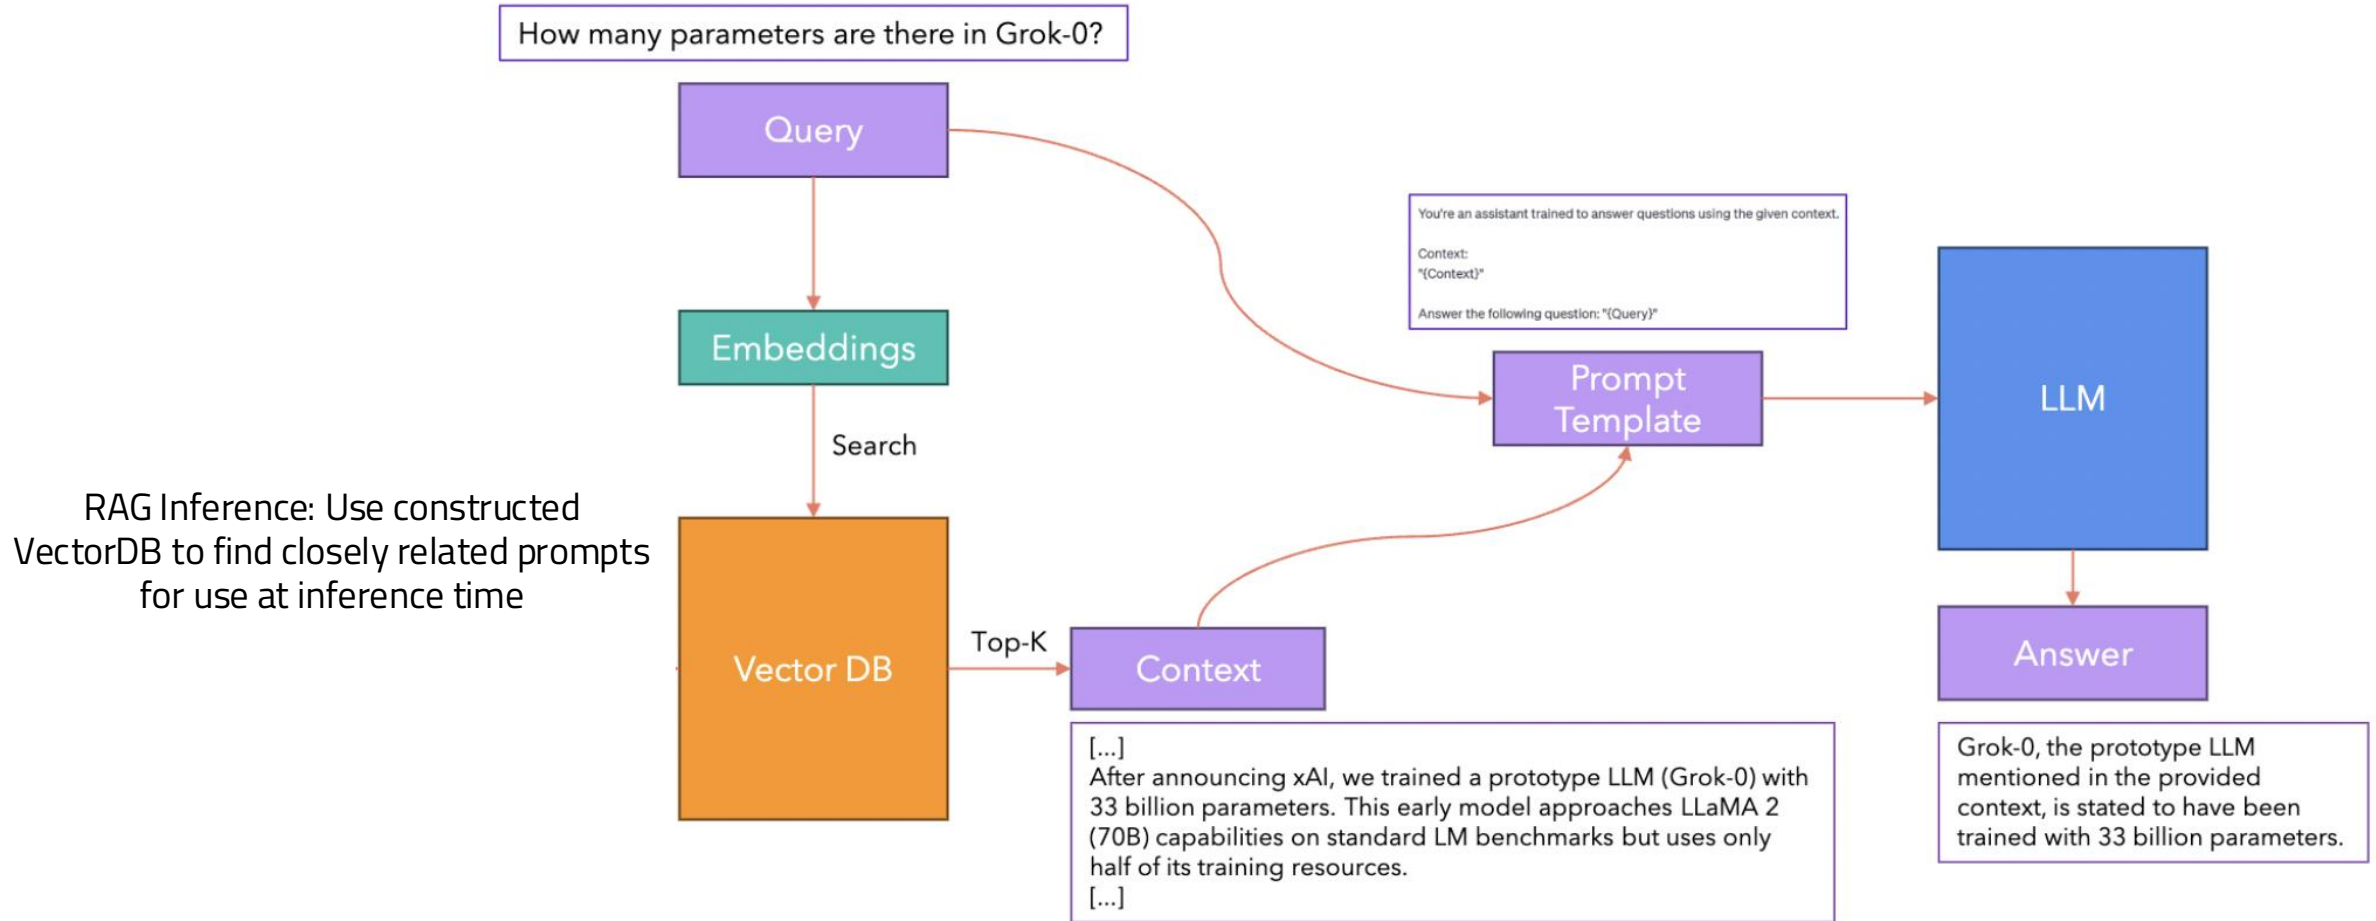 How many parameters are there in Grok-0?
Query
You're an assistant trained to answer questions using the given context.
Context:
"{Context}"
Answer the following question: "{Query}"
Embeddings
Prompt
Template
LLM
Search
RAG Inference: Use constructed
VectorDB to find closely related prompts
for use at inference time
Vector DB
Top-K
Context
Answer
[...]
After announcing xAI, we trained a prototype LLM (Grok-0) with
33 billion parameters. This early model approaches LLaMA 2
(70B) capabilities on standard LM benchmarks but uses only
half of its training resources.
[...]
Grok-0, the prototype LLM
mentioned in the provided
context, is stated to have been
trained with 33 billion parameters.